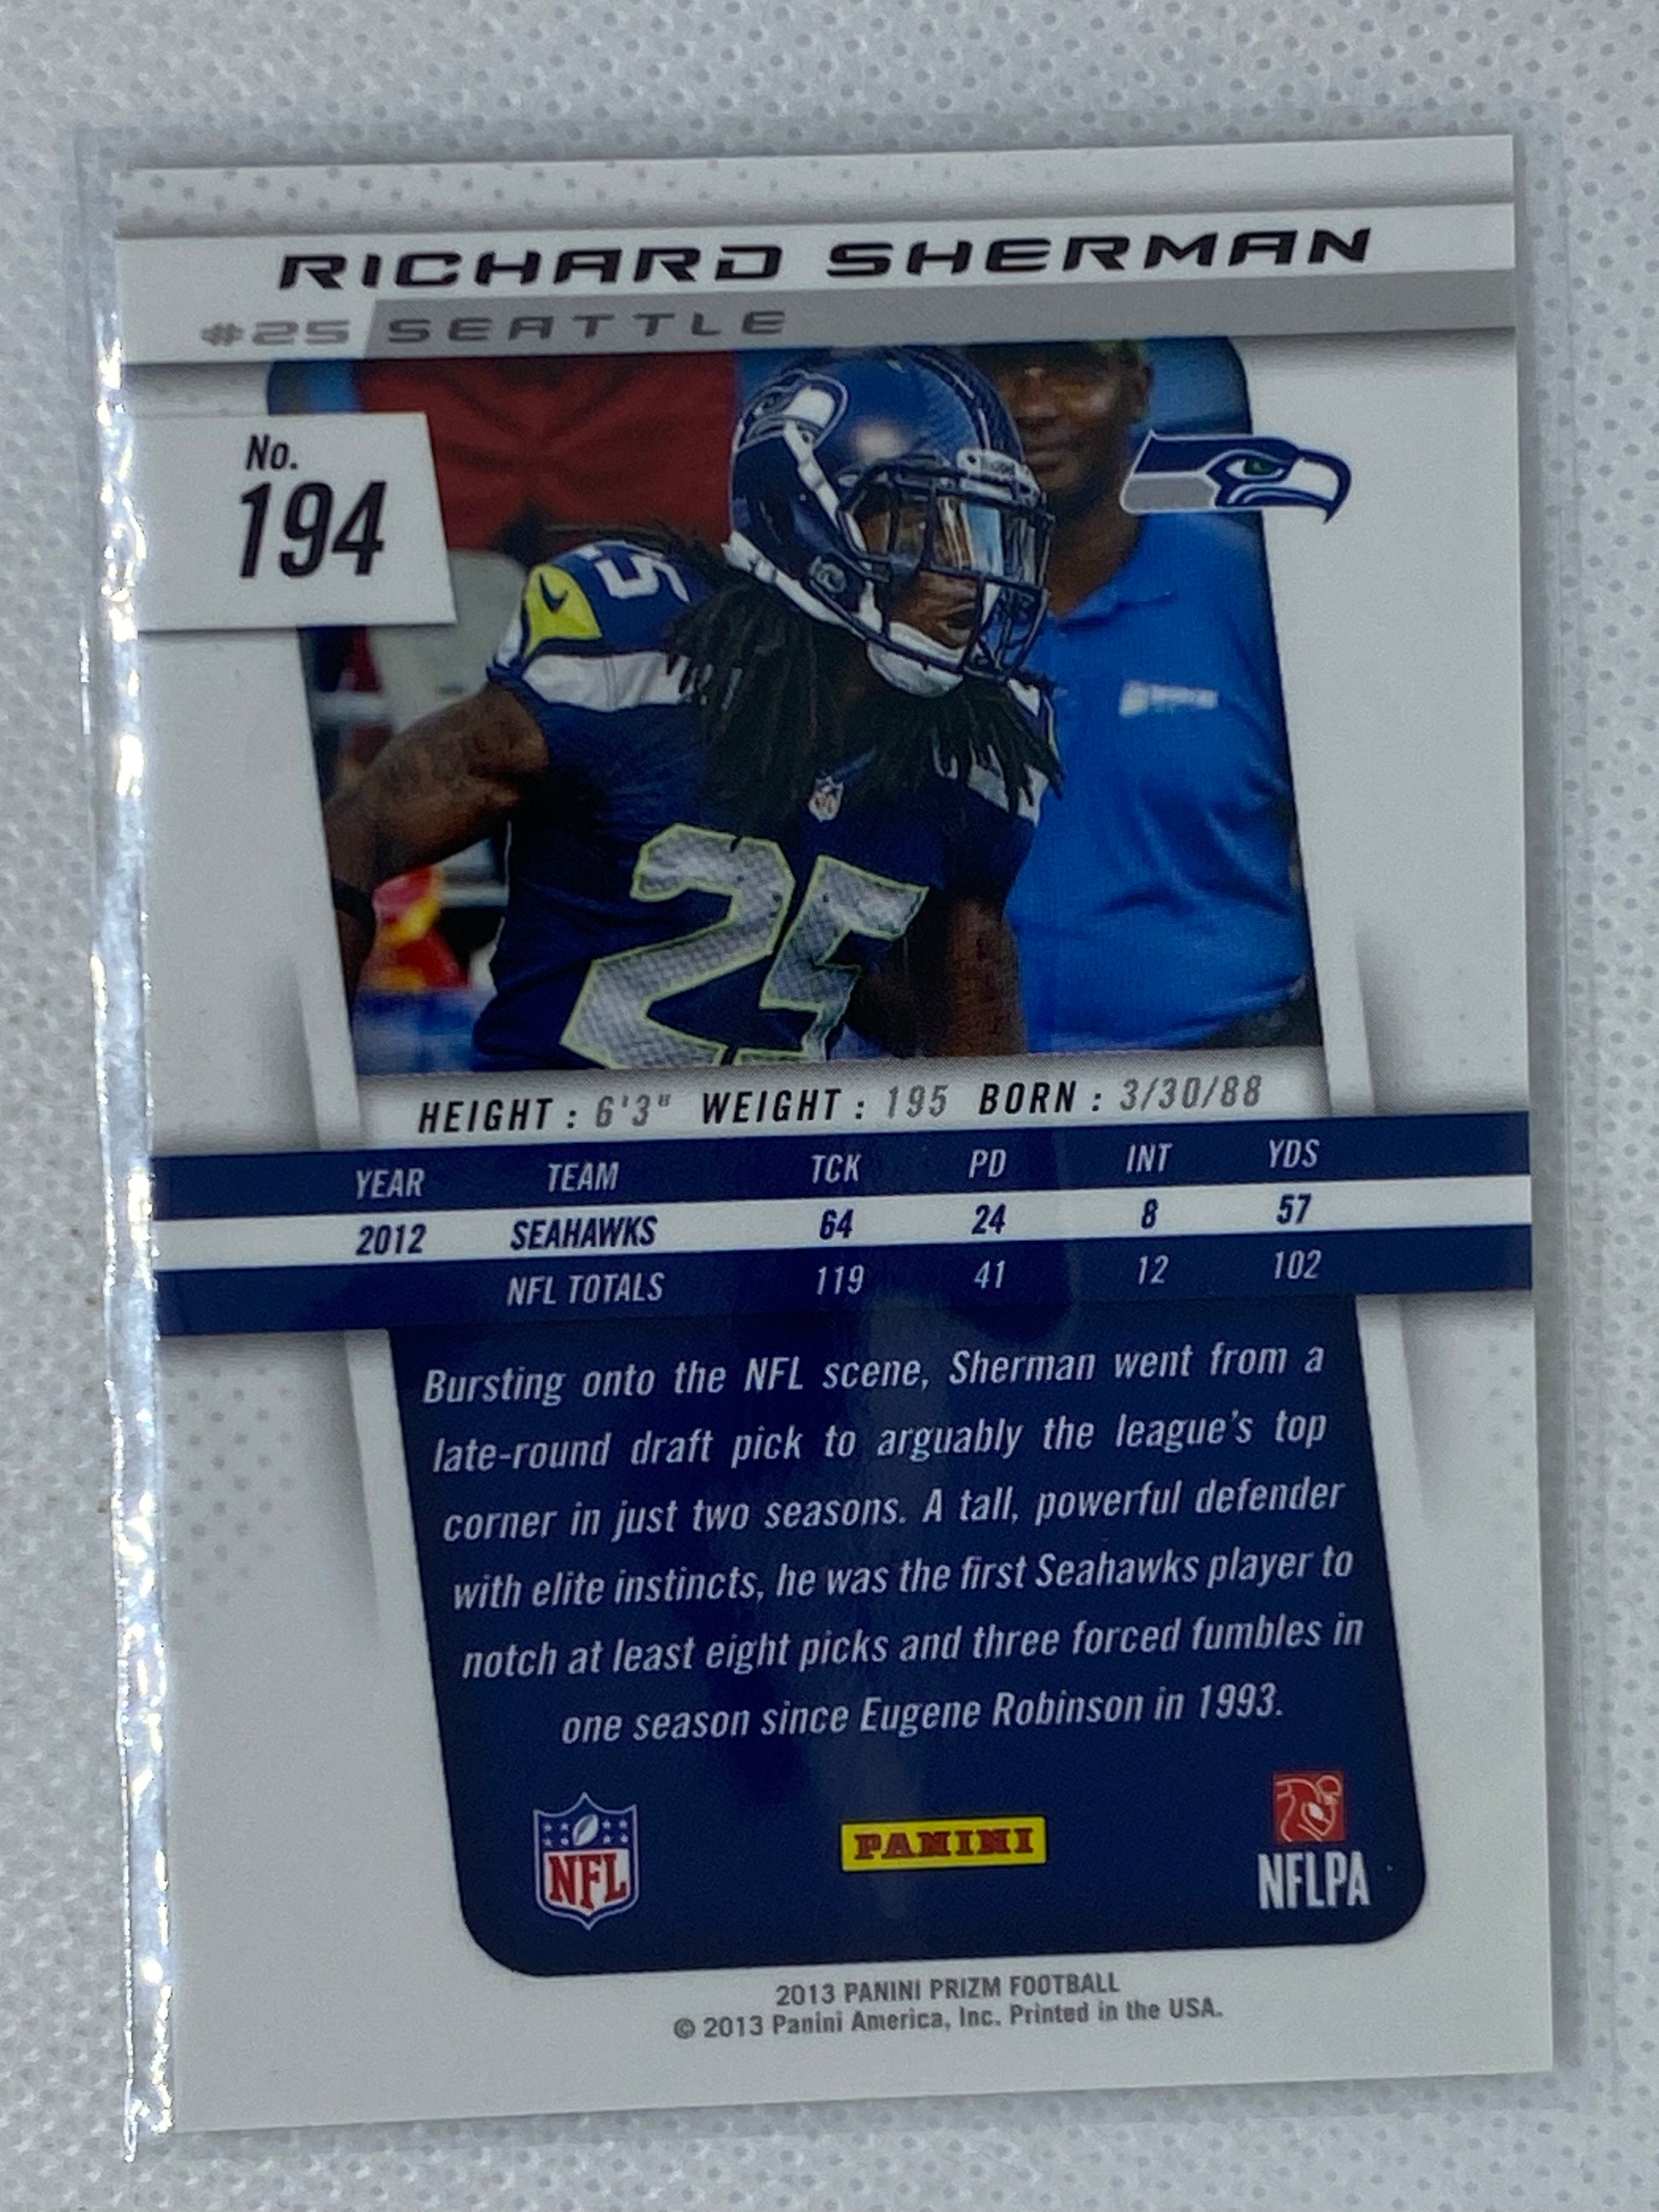 RICHARD SHERMAN
#25 SEATTLE
No.
194
25
25
HEIGHT : 6'3" WEIGHT : 195 BORN : 3/30/88
YEAR TEAM TCK PD INT YDS
2012 SEAHAWKS 64 24 8 57
NFL TOTALS 119 41 12 102
Bursting onto the NFL scene, Sherman went from a
late-round draft pick to arguably the league's top
corner in just two seasons. A tall, powerful defender
with elite instincts, he was the first Seahawks player to
notch at least eight picks and three forced fumbles in
one season since Eugene Robinson in 1993.
NFL PANINI NFLPA
2013 PANINI PRIZM FOOTBALL
© 2013 Panini America, Inc. Printed in the USA.